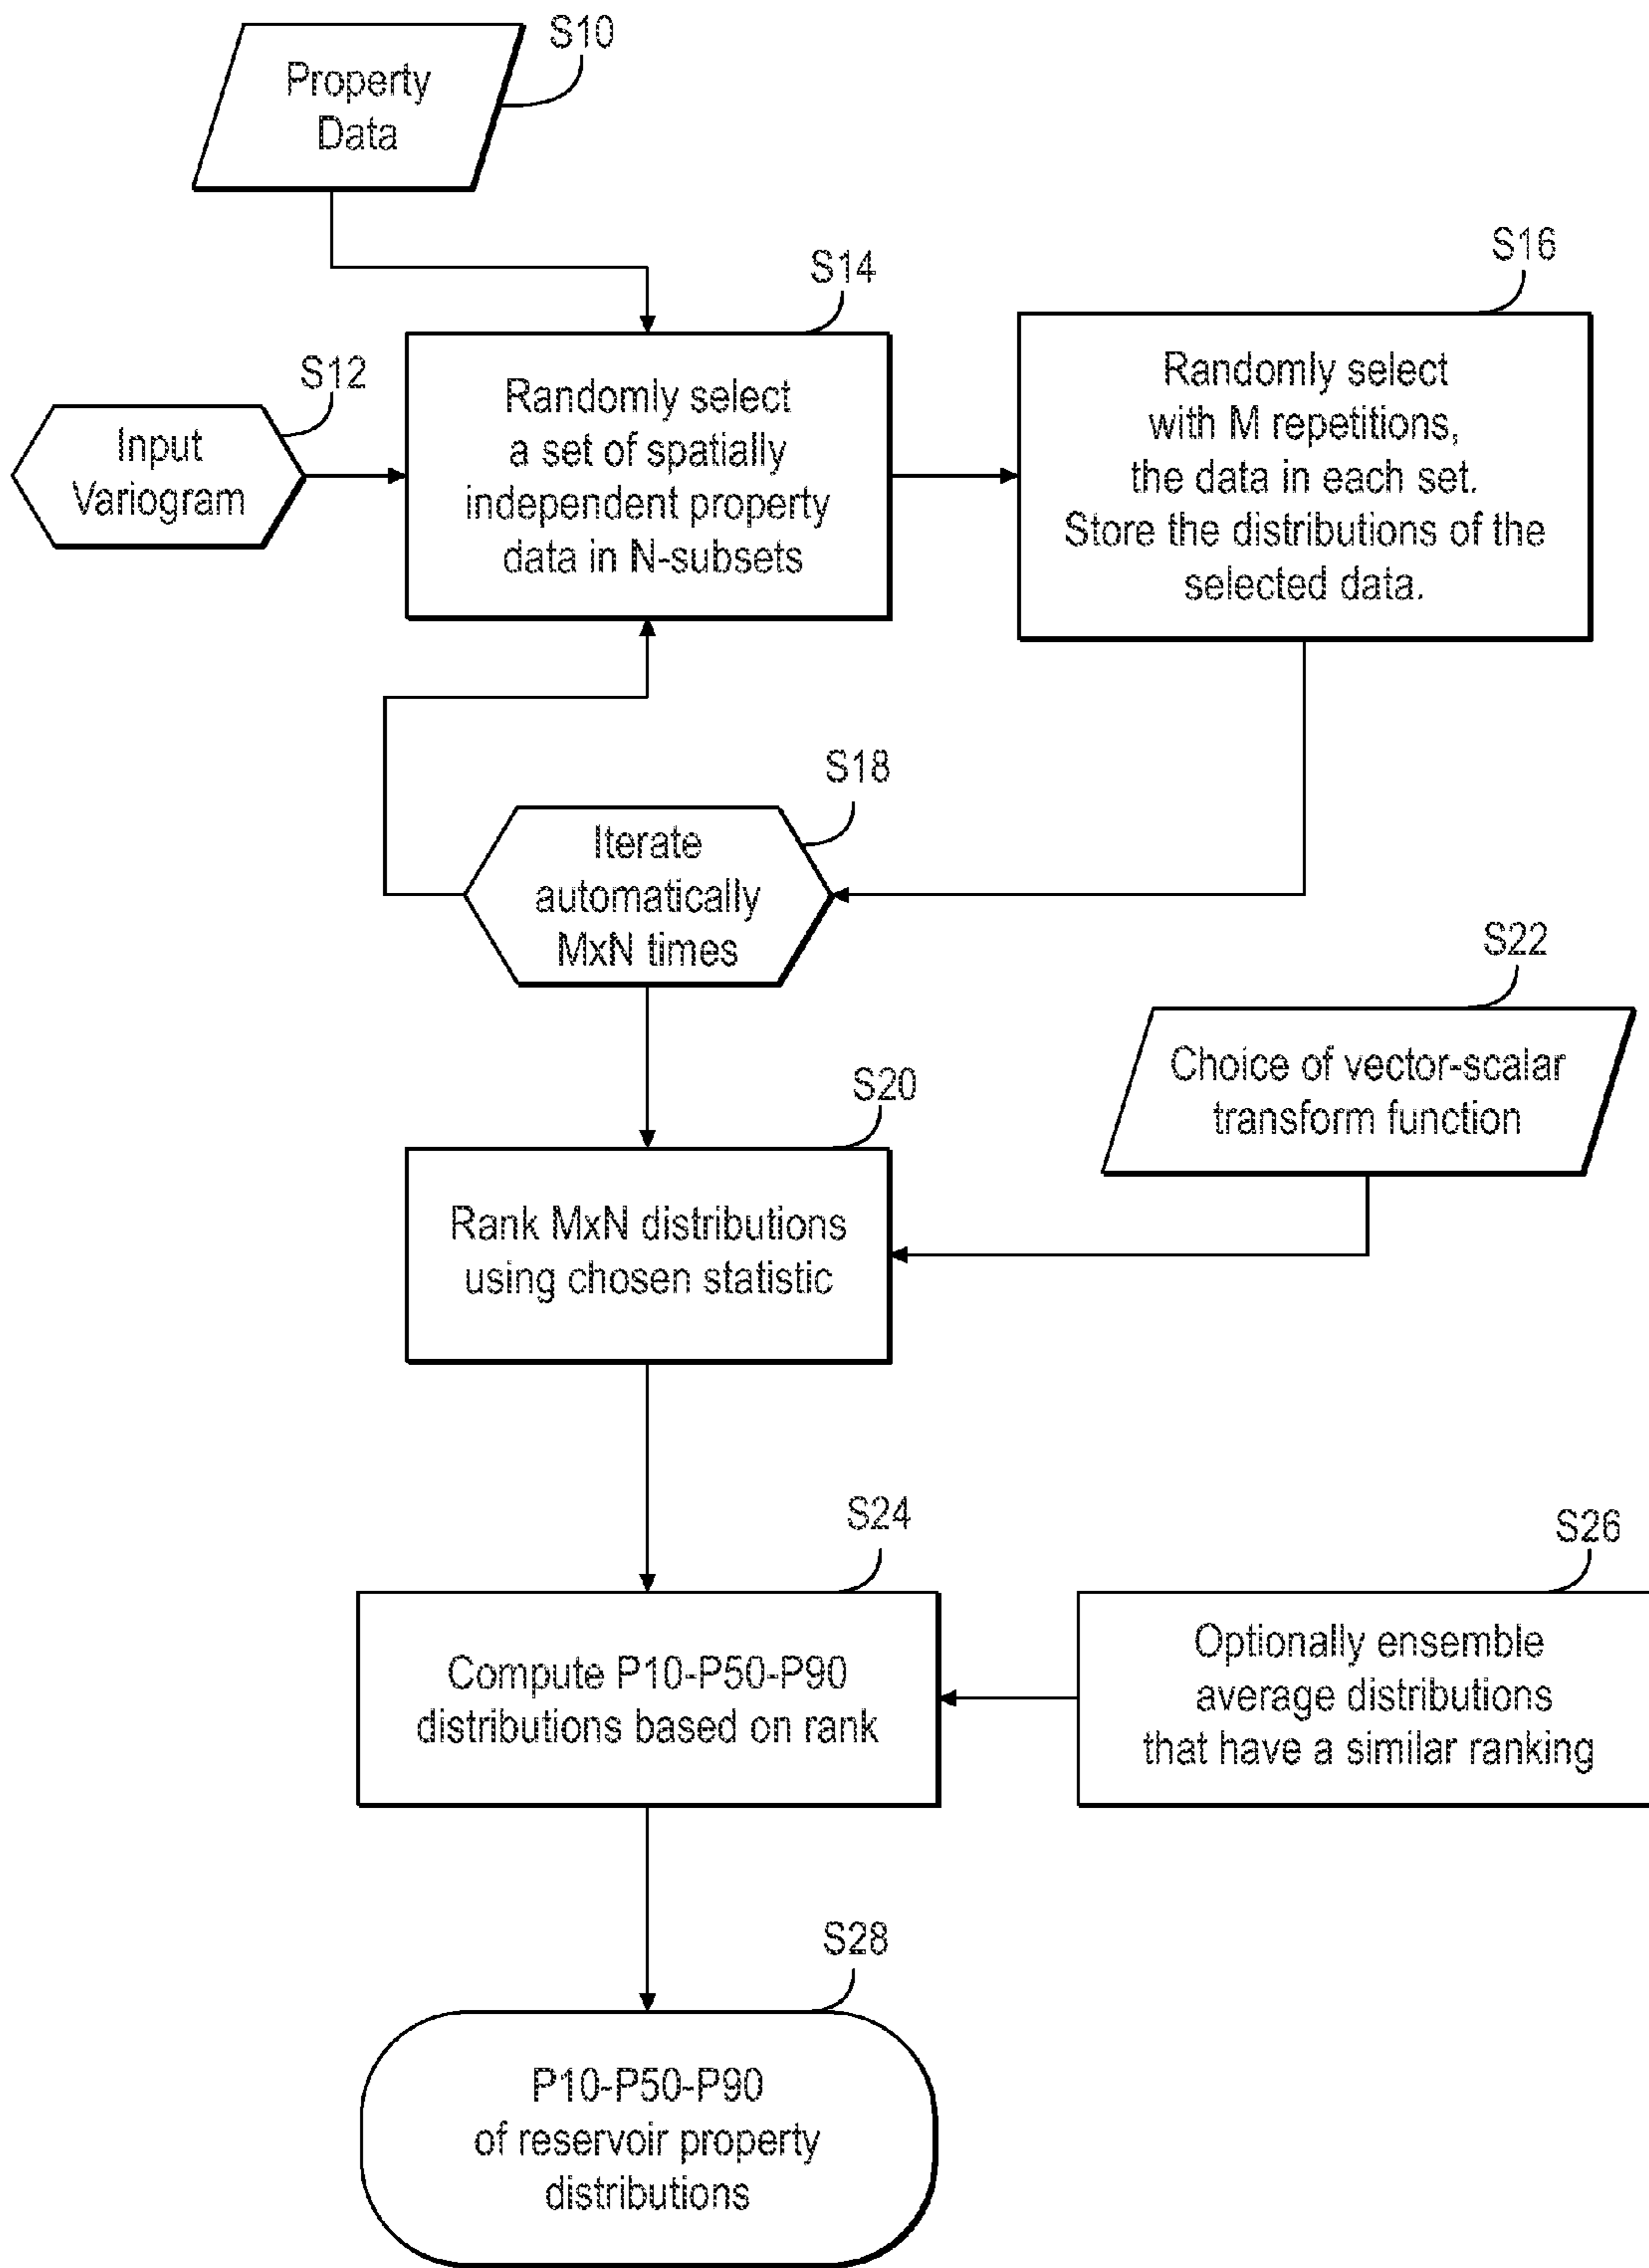 S10
Property
Data
S14
S16
S12
Input
Variogram
Randomly select
a set of spatially
independent property
data in N-subsets
Randomly select
with M repetitions,
the data in each set.
Store the distributions of the
selected data.
S18
Iterate
automatically
MxN times
S22
Choice of vector-scalar
transform function
S20
Rank MxN distributions
using chosen statistic
S24
S26
Compute P10-P50-P90
distributions based on rank
Optionally ensemble
average distributions
that have a similar ranking
S28
P10-P50-P90
of reservoir property
distributions